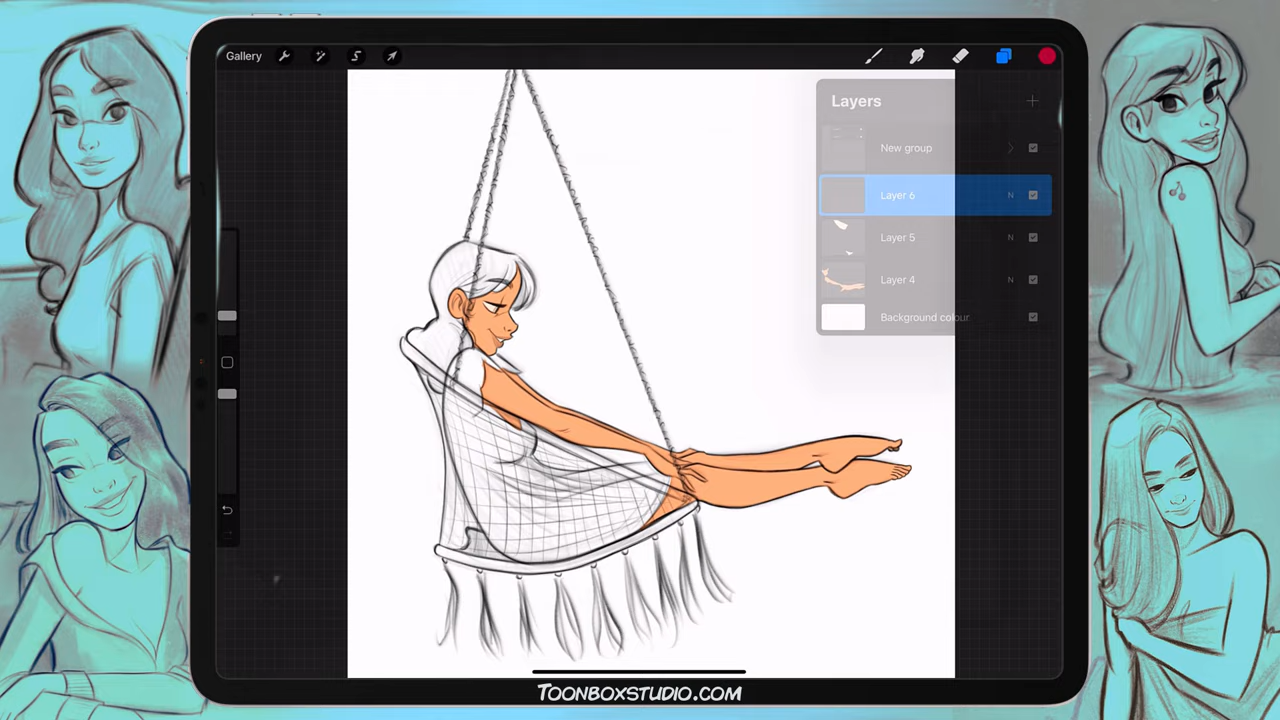 Gallery
Layers
New group
Layer 6 N
Layer 5 N
Layer 4 N
Background colour
TOONBOXSTUDIO.COM